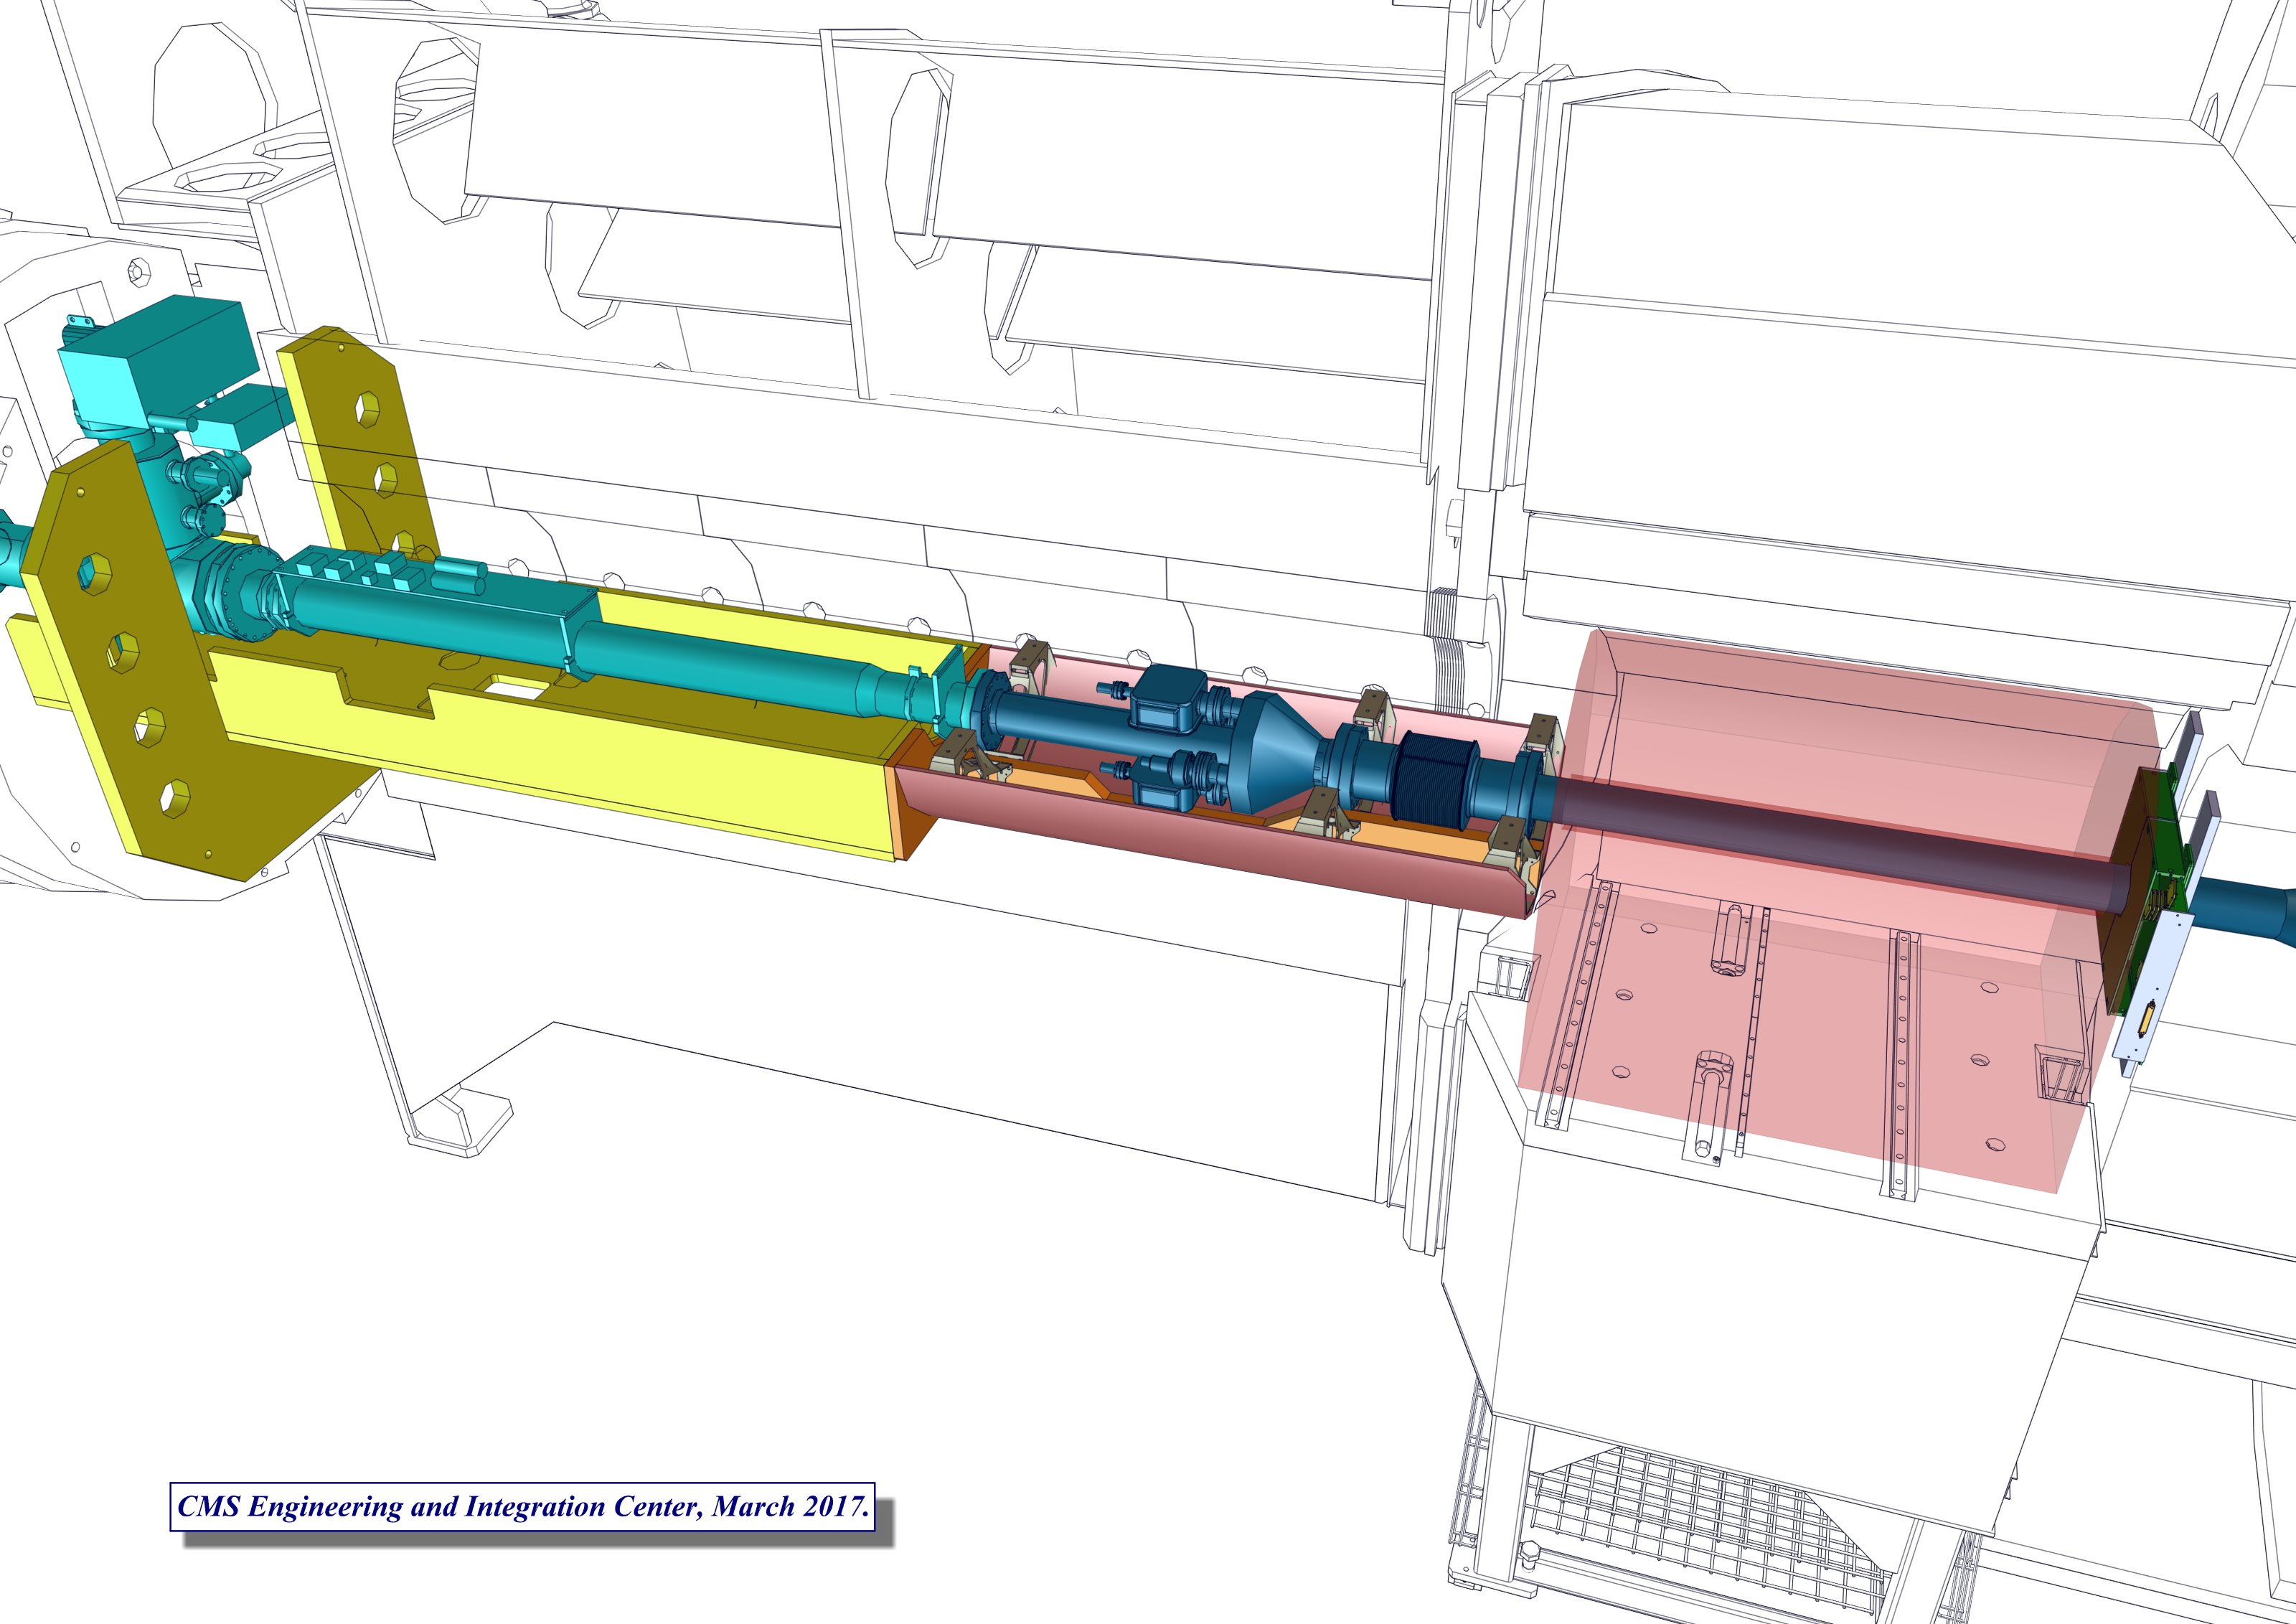 CMS Engineering and Integration Center, March 2017.